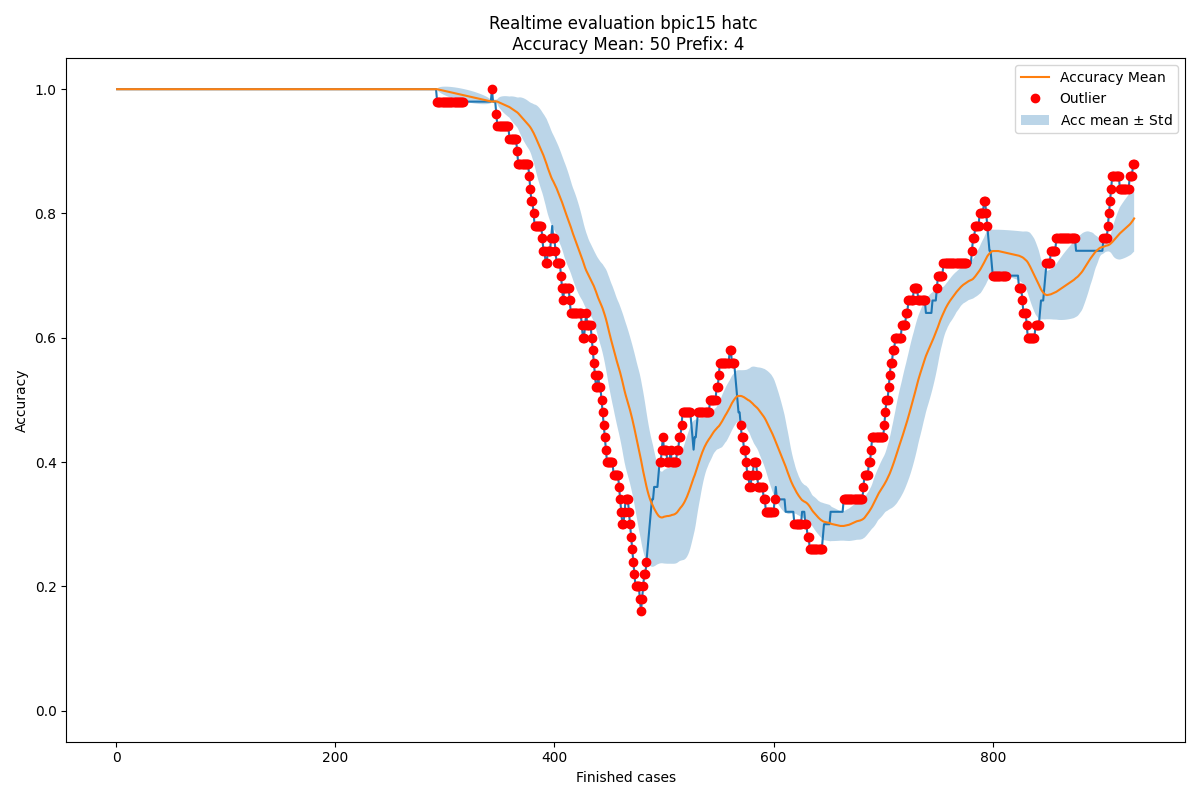 Realtime evaluation bpic15 hatc
Accuracy Mean: 50 Prefix: 4
Accuracy Mean
Outlier
Acc mean ± Std
Accuracy
1.0
0.8
0.6
0.4
0.2
0.0
0
200
400
600
800
Finished cases